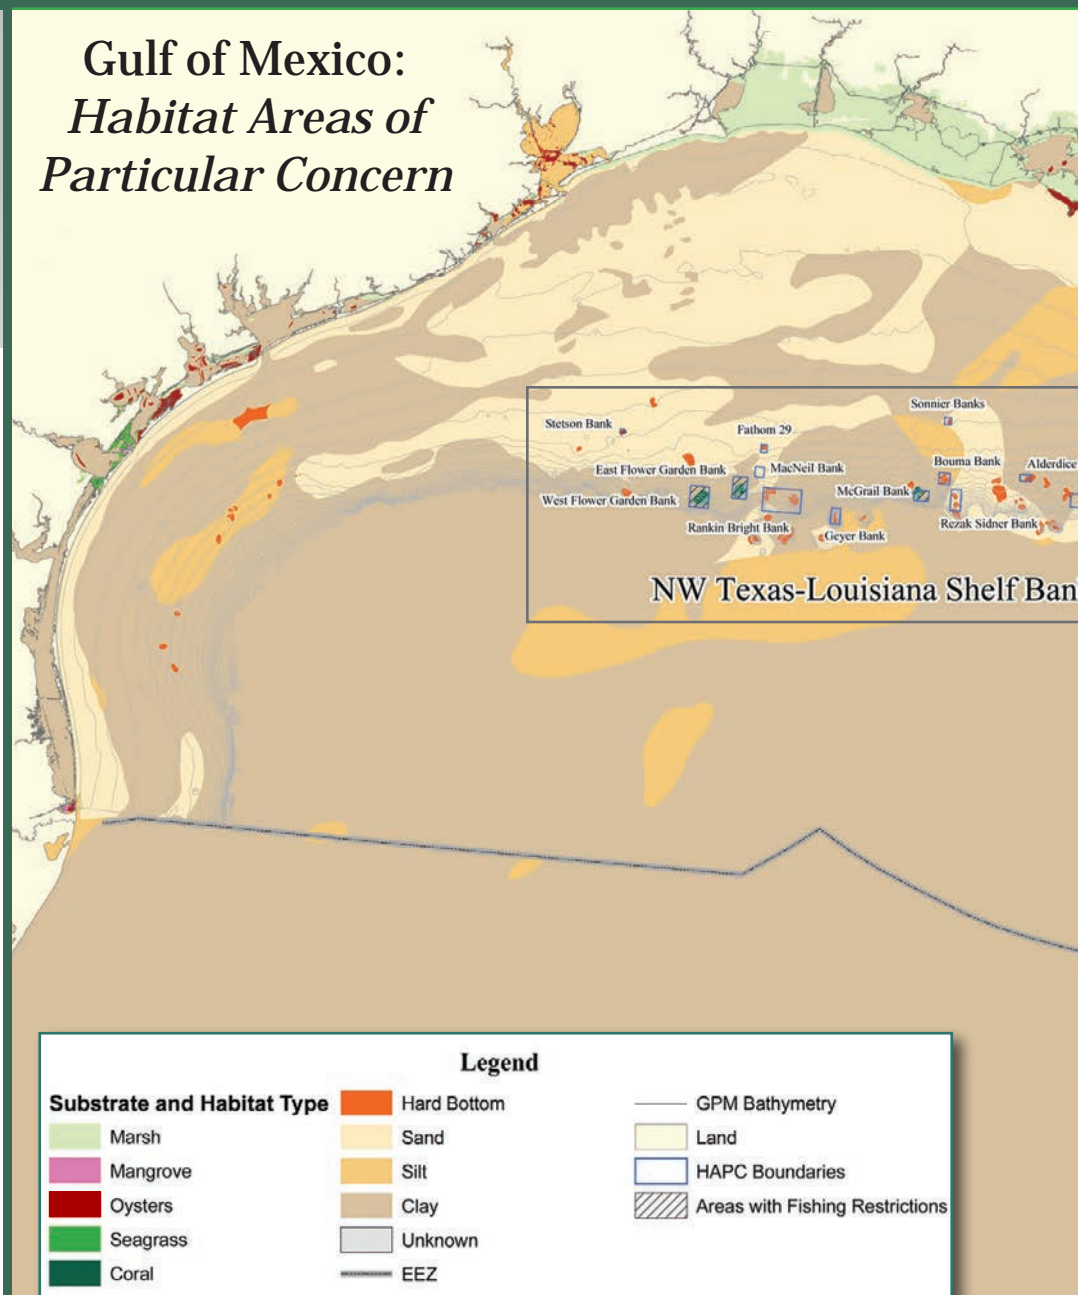 Gulf of Mexico:
Habitat Areas of
Particular Concern
Sonnier Banks
Stetson Bank
Fathom 29
East Flower Garden Bank
MacNeil Bank
Bouma Bank
Alderdice
West Flower Garden Bank
McGrail Bank
Rankin Bright Bank
Geyer Bank
Rezak Sidner Bank
NW Texas-Louisiana Shelf Ban
Legend
Substrate and Habitat Type
Marsh
Mangrove
Oysters
Seagrass
Coral
Hard Bottom
Sand
Silt
Clay
Unknown
EEZ
GPM Bathymetry
Land
HAPC Boundaries
Areas with Fishing Restrictions